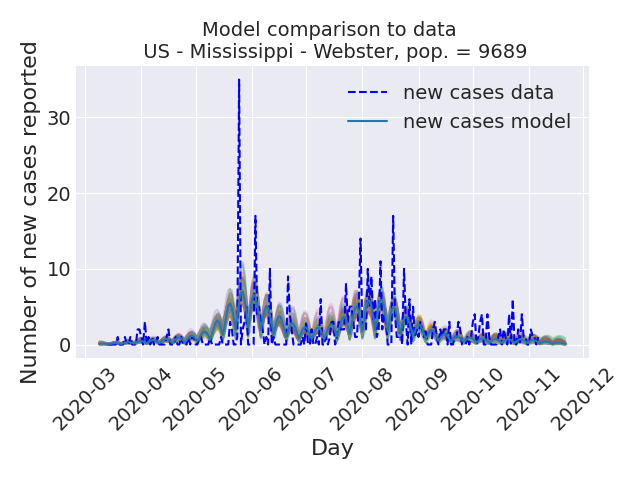 Model comparison to data
US - Mississippi - Webster, pop. = 9689
Number of new cases reported
30
20
10
0
new cases data
new cases model
2020-03
2020-04
2020-05
2020-06
2020-07
2020-08
2020-09
2020-10
2020-11
2020-12
Day